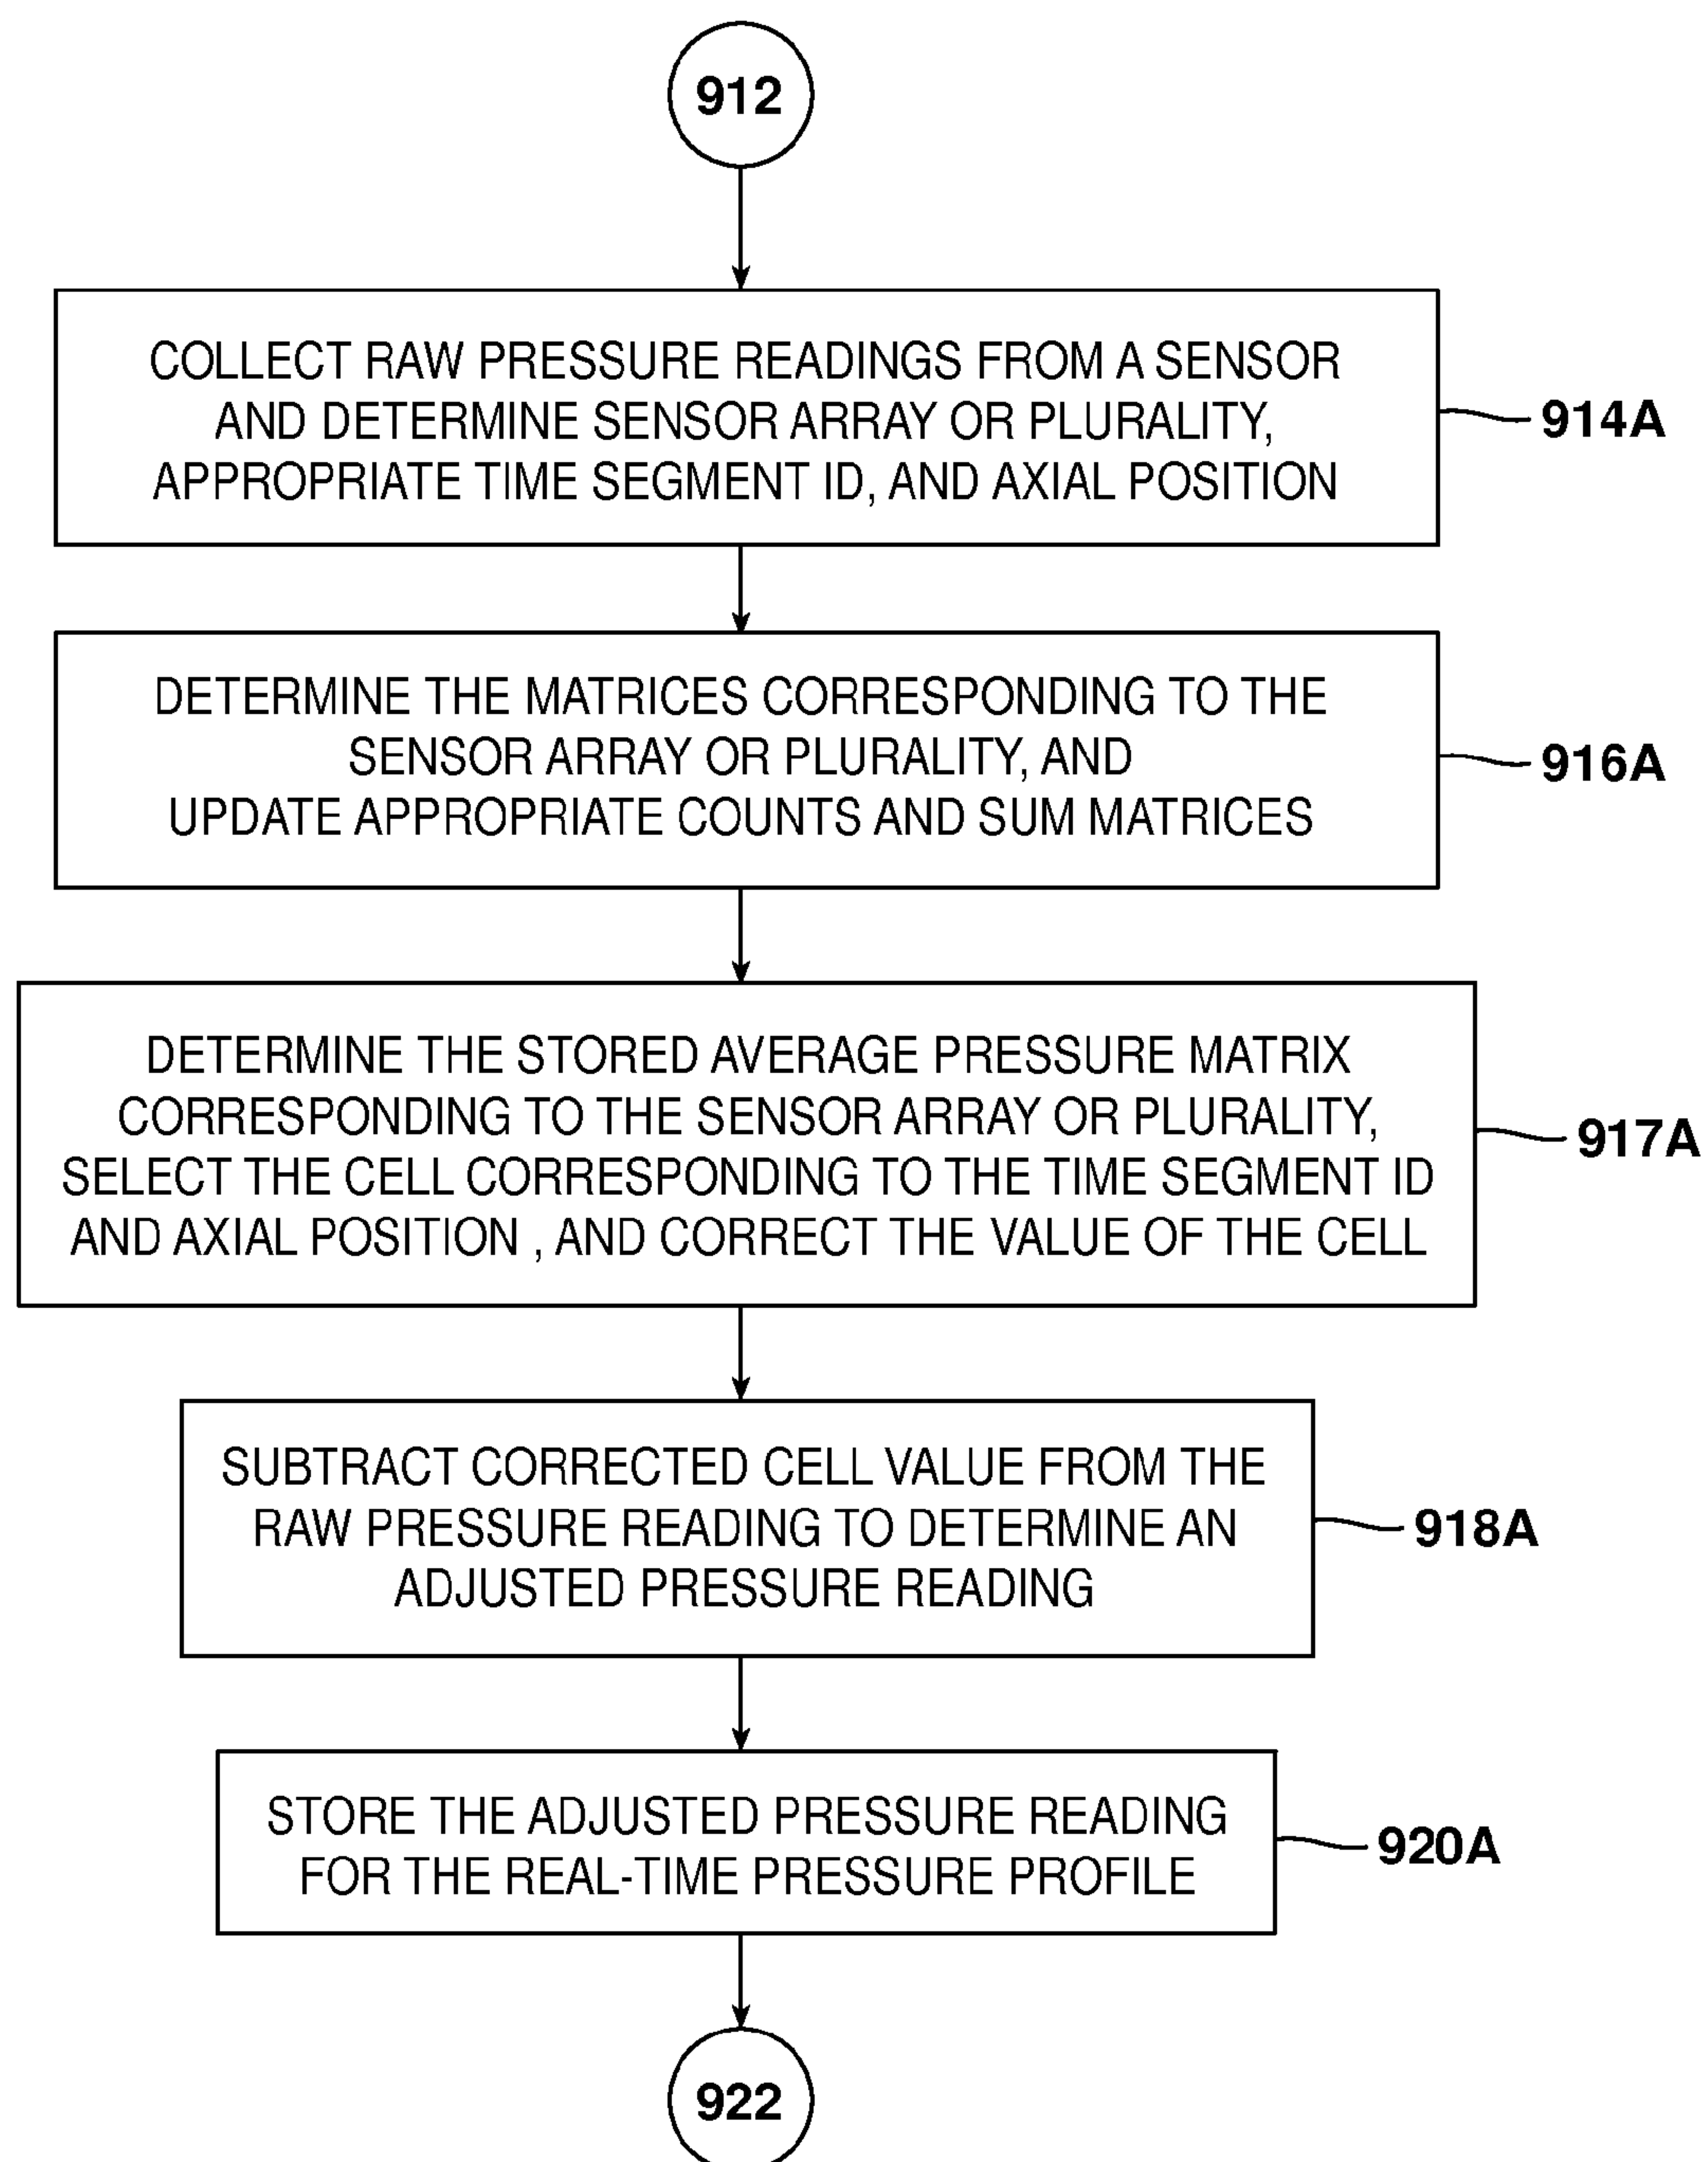 912
COLLECT RAW PRESSURE READINGS FROM A SENSOR
AND DETERMINE SENSOR ARRAY OR PLURALITY,
APPROPRIATE TIME SEGMENT ID, AND AXIAL POSITION
914A
DETERMINE THE MATRICES CORRESPONDING TO THE
SENSOR ARRAY OR PLURALITY, AND
UPDATE APPROPRIATE COUNTS AND SUM MATRICES
916A
DETERMINE THE STORED AVERAGE PRESSURE MATRIX
CORRESPONDING TO THE SENSOR ARRAY OR PLURALITY,
SELECT THE CELL CORRESPONDING TO THE TIME SEGMENT ID
AND AXIAL POSITION , AND CORRECT THE VALUE OF THE CELL
917A
SUBTRACT CORRECTED CELL VALUE FROM THE
RAW PRESSURE READING TO DETERMINE AN
ADJUSTED PRESSURE READING
918A
STORE THE ADJUSTED PRESSURE READING
FOR THE REAL-TIME PRESSURE PROFILE
920A
922